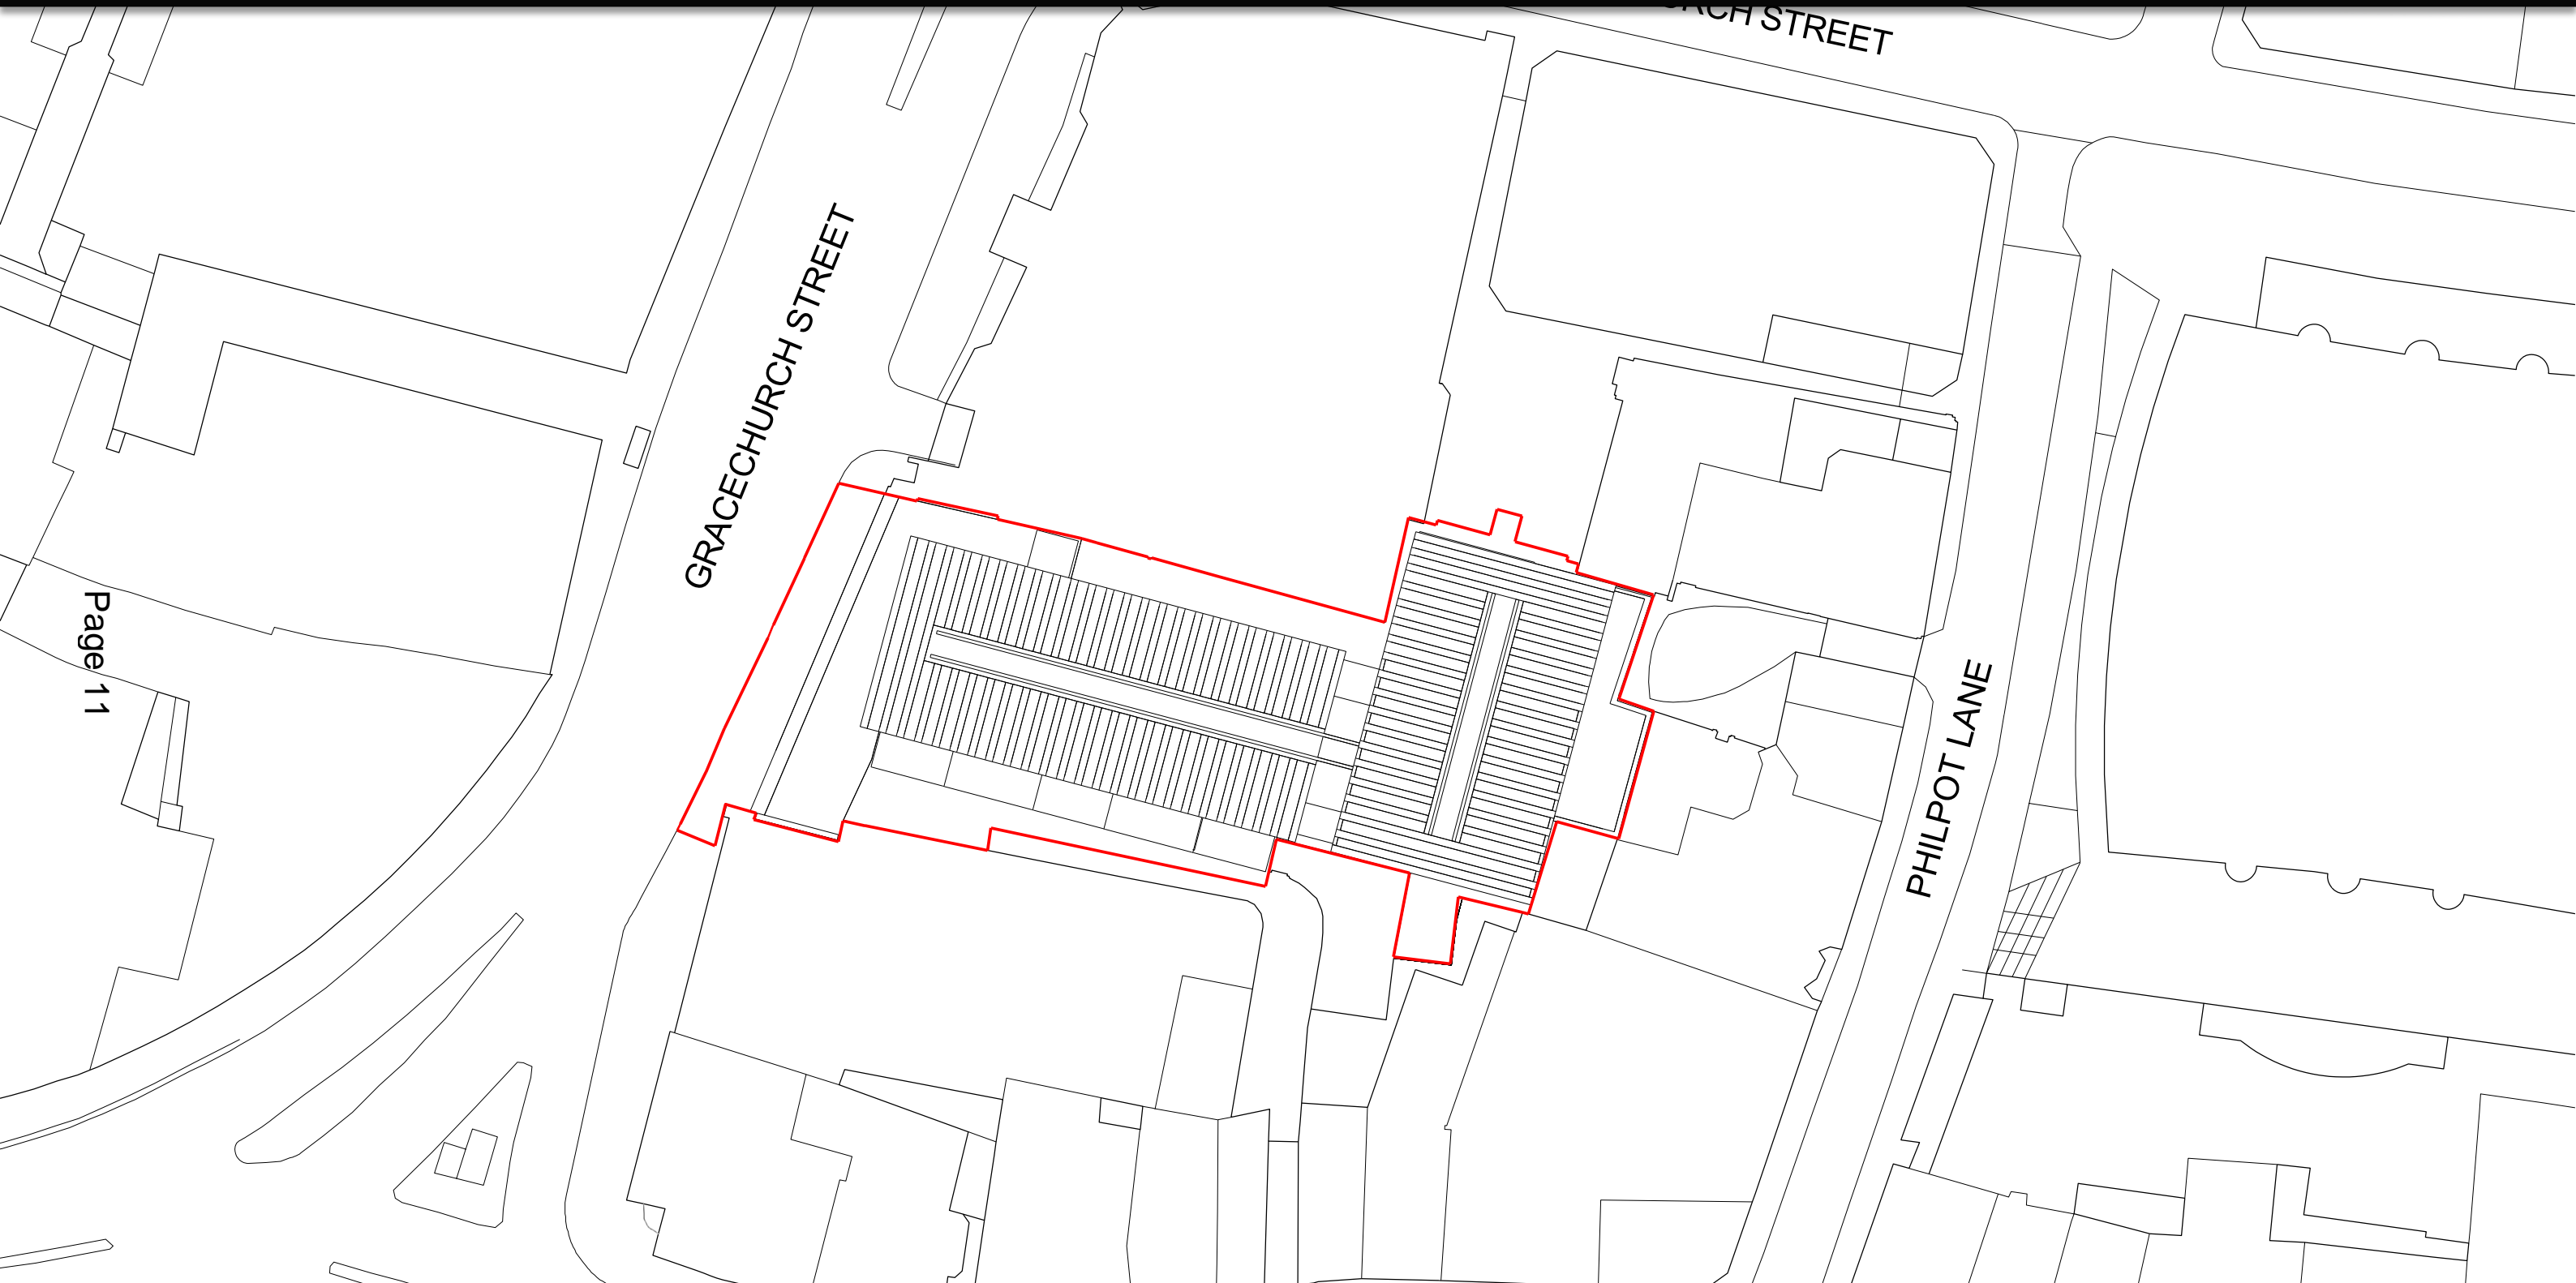 STREET
GRACECHURCH STREET
Page 11
PHILPOT LANE